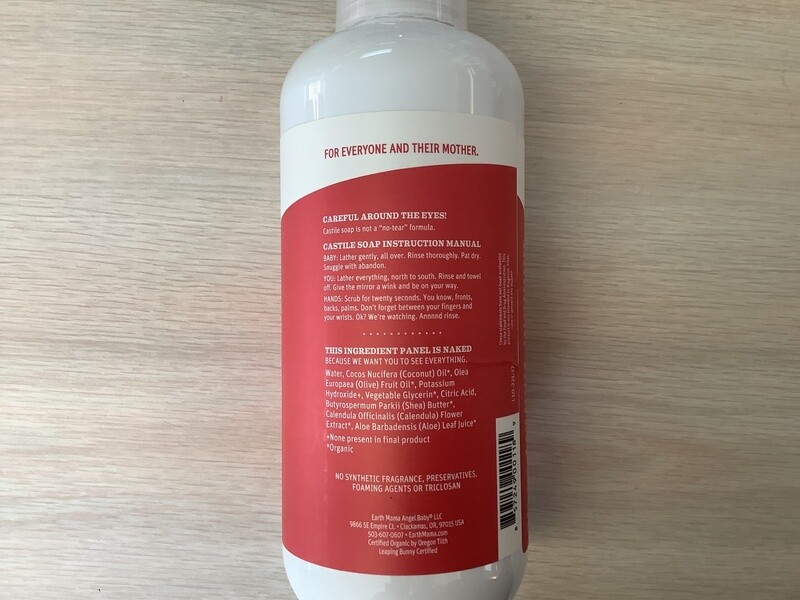 FOR EVERYONE AND THEIR MOTHER.
CAREFUL AROUND THE EYES!
Castile soap is not a "no-tear" formula.
CASTILE SOAP INSTRUCTION MANUAL
BABY: Lather gently, all over. Rinse thoroughly. Pat dry.
Snuggle with abandon.
YOU: Lather everything, north to south. Rinse and towel
off. Give the mirror a wink and be on your way.
HANDS: Scrub for twenty seconds. You know, fronts,
backs, palms. Don't forget between your fingers and
your wrists. Ok? We're watching. Annnnd rinse.
THIS INGREDIENT PANEL IS NAKED
BECAUSE WE WANT YOU TO SEE EVERYTHING.
Water, Cocos Nucifera (Coconut) Oil*, Olea
Europaea (Olive) Fruit Oil*, Potassium
Hydroxide+, Vegetable Glycerin*, Citric Acid,
Butyrospermum Parkii (Shea) Butter*,
Calendula Officinalis (Calendula) Flower
Extract*, Aloe Barbadensis (Aloe) Leaf Juice*
+None present in final product
*Organic
NO SYNTHETIC FRAGRANCE, PRESERVATIVES,
FOAMING AGENTS OR TRICLOSAN
Earth Mama Angel Baby® LLC
9866 SE Empire Ct. • Clackamas, OR, 97015 USA
503-607-0607 • EarthMama.com
Certified Organic by Oregon Tilth
Leaping Bunny Certified